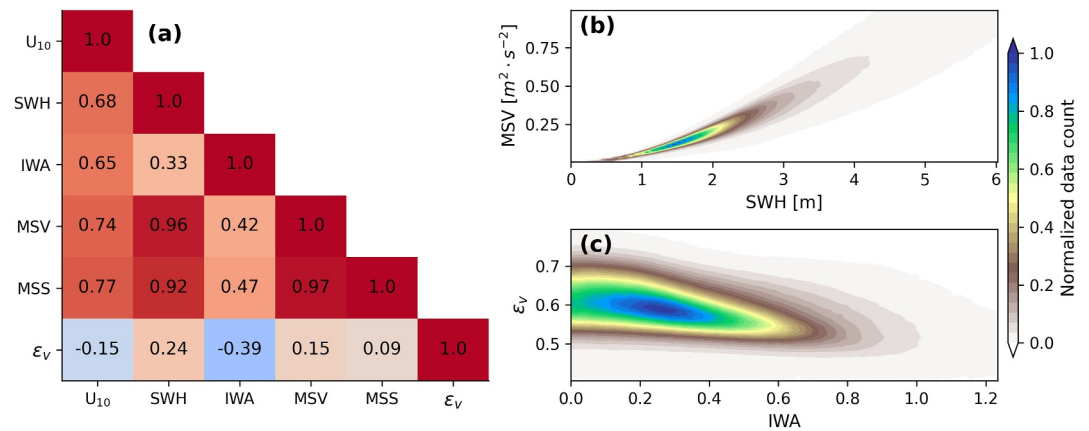 (a)
U₁₀ 1.0
SWH 0.68 1.0
IWA 0.65 0.33 1.0
MSV 0.74 0.96 0.42 1.0
MSS 0.77 0.92 0.47 0.97 1.0
εᵥ -0.15 0.24 -0.39 0.15 0.09 1.0
U₁₀ SWH IWA MSV MSS εᵥ
(b)
MSV [m² · s⁻²]
0.75
0.50
0.25
0 1 2 3 4 5 6
SWH [m]
(c)
εᵥ
0.7
0.6
0.5
0.0 0.2 0.4 0.6 0.8 1.0 1.2
IWA
1.0
0.8
0.6
0.4
0.2
0.0
Normalized data count